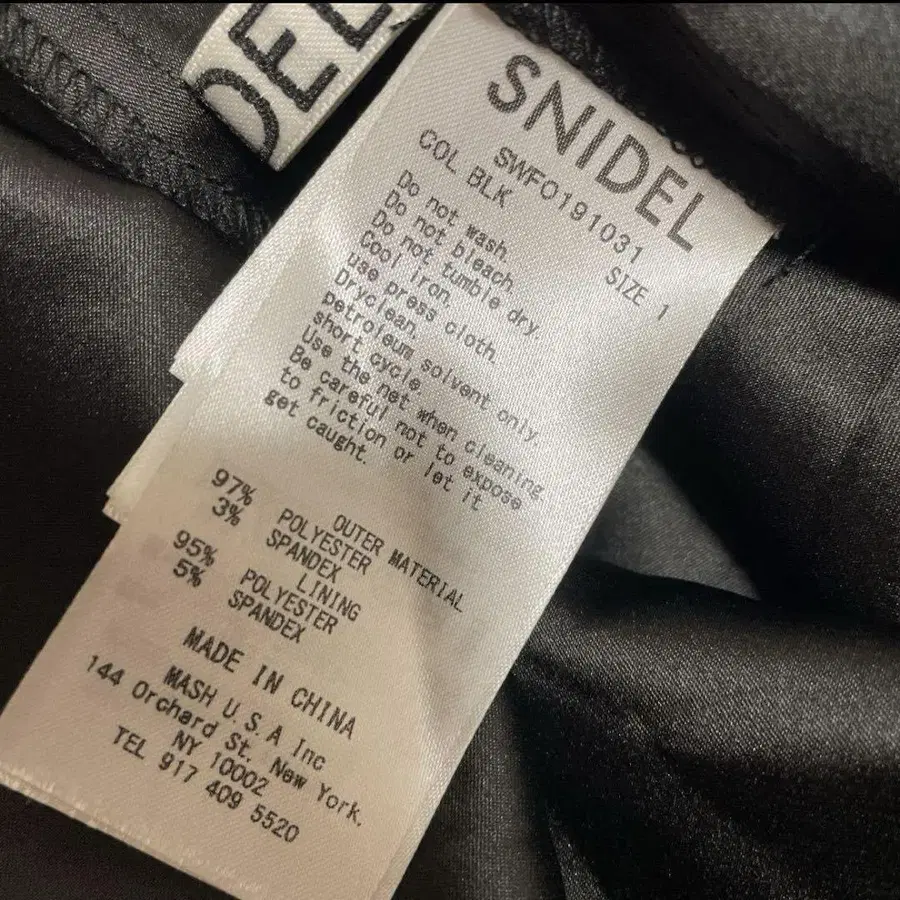 DEL
SNIDEL
SWFO191031
COL BLK SIZE 1
Do not wash.
Do not bleach.
Do not tumble dry.
Cool iron.
use press cloth.
Dryclean.
petroleum solvent only
short cycle
Use the net when cleaning
Be careful not to expose
to friction or let it
get caught.
OUTER MATERIAL
97% POLYESTER
3% SPANDEX
LINING
95% POLYESTER
5% SPANDEX
MADE IN CHINA
MASH U.S.A Inc
144 Orchard St. New York.
NY 10002
TEL 917 409 5520